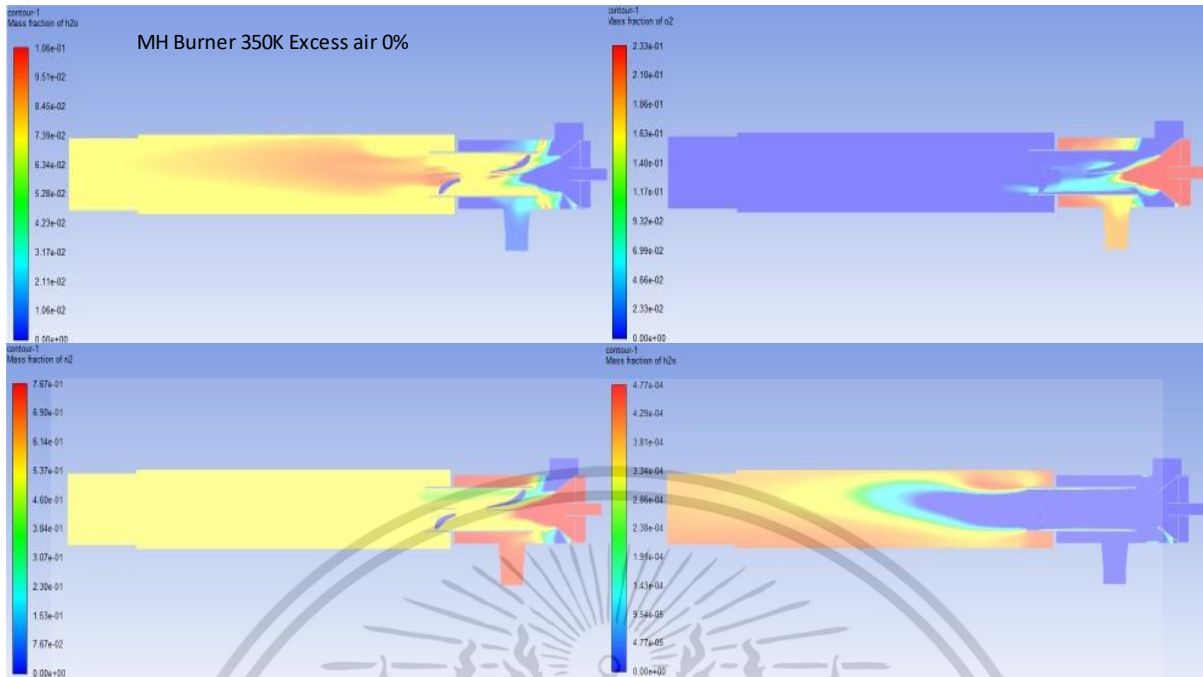 contour-1
Mass fraction of h2o
MH Burner 350K Excess air 0%
1.06e-01
9.51e-02
8.45e-02
7.39e-02
6.34e-02
5.28e-02
4.23e-02
3.17e-02
2.11e-02
1.06e-02
0.00e+00
contour-1
Mass fraction of o2
2.33e-01
2.10e-01
1.86e-01
1.63e-01
1.40e-01
1.17e-01
9.32e-02
6.99e-02
4.66e-02
2.33e-02
0.00e+00
contour-1
Mass fraction of n2
7.67e-01
6.90e-01
6.14e-01
5.37e-01
4.60e-01
3.84e-01
3.07e-01
2.30e-01
1.53e-01
7.67e-02
0.00e+00
contour-1
Mass fraction of h2s
4.77e-04
4.29e-04
3.81e-04
3.34e-04
2.86e-04
2.38e-04
1.91e-04
1.43e-04
9.54e-05
4.77e-05
0.00e+00